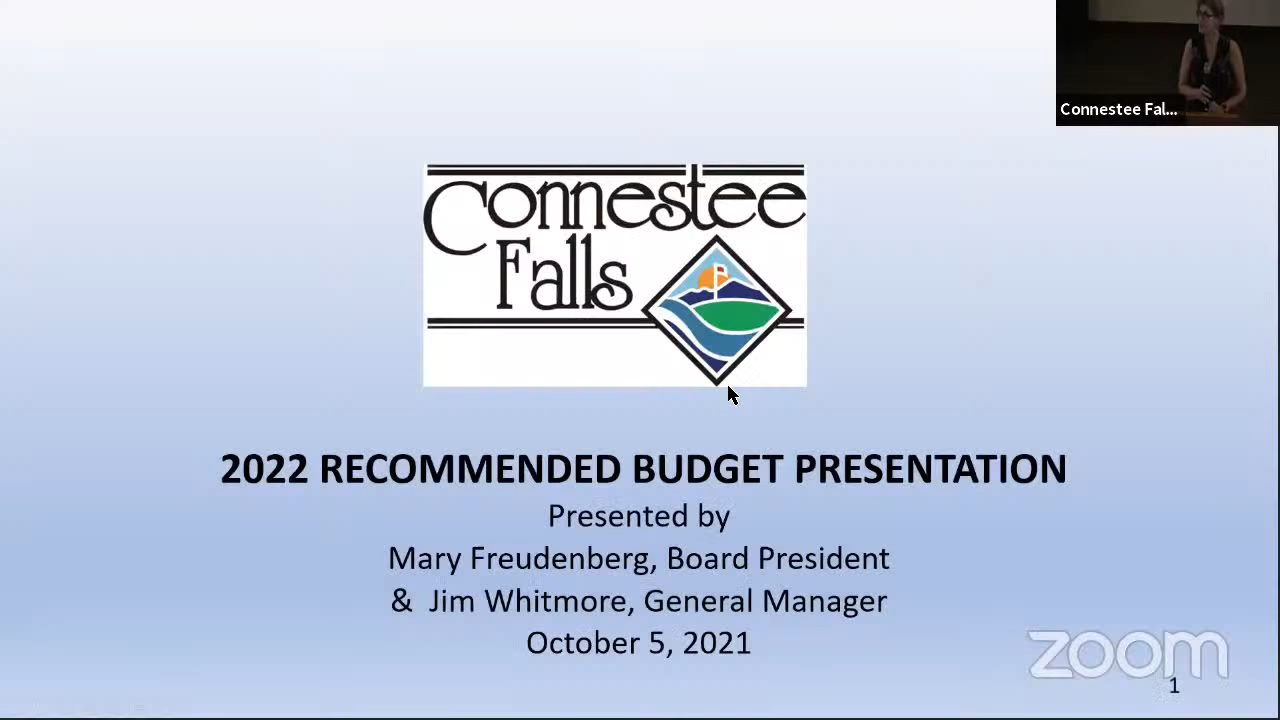 Connestee Fal...
Connestee
Falls
2022 RECOMMENDED BUDGET PRESENTATION
Presented by
Mary Freudenberg, Board President
& Jim Whitmore, General Manager
October 5, 2021
zoom
1